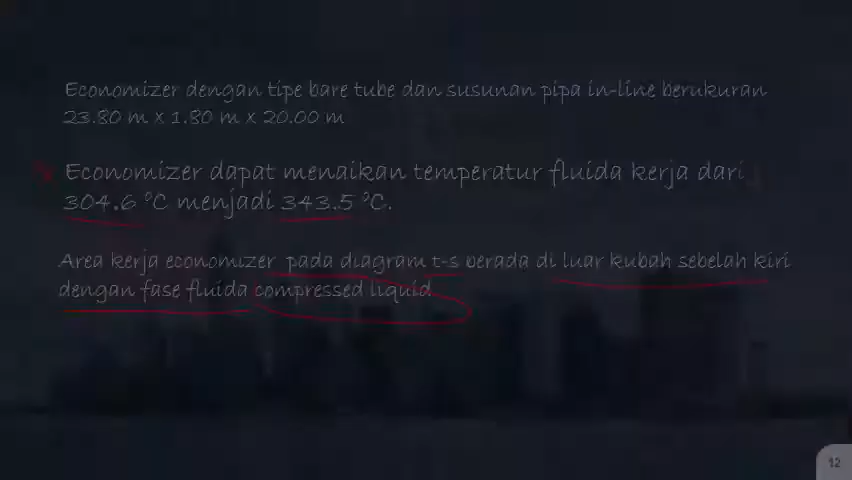 Economizer dengan tipe bare tube dan susunan pipa in-line berukuran
23.80 m x 1.80 m x 20.00 m
Economizer dapat menaikan temperatur fluida kerja dari
304.6 °C menjadi 343.5 °C.
Area kerja economizer pada diagram t-s berada di luar kubah sebelah kiri
dengan fase fluida compressed liquid
12